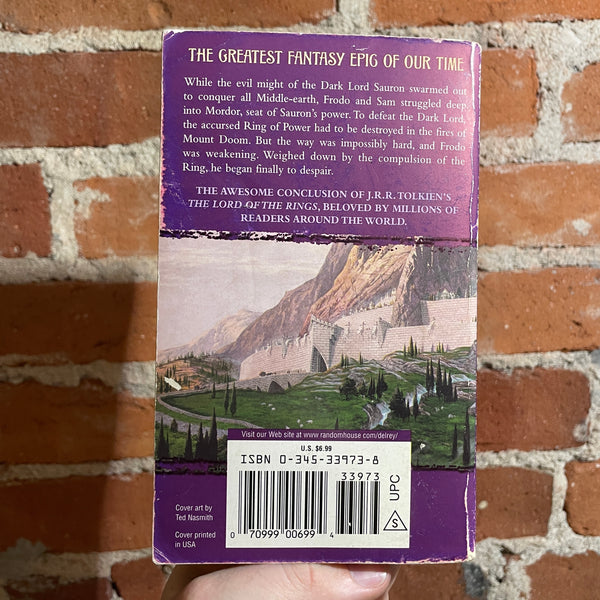 THE GREATEST FANTASY EPIC OF OUR TIME
While the evil might of the Dark Lord Sauron swarmed out
to conquer all Middle-earth, Frodo and Sam struggled deep
into Mordor, seat of Sauron's power. To defeat the Dark Lord,
the accursed Ring of Power had to be destroyed in the fires of
Mount Doom. But the way was impossibly hard, and Frodo
was weakening. Weighed down by the compulsion of the
Ring, he began finally to despair.
THE AWESOME CONCLUSION OF J.R.R. TOLKIEN'S
THE LORD OF THE RINGS, BELOVED BY MILLIONS OF
READERS AROUND THE WORLD.
Visit our Web site at www.randomhouse.com/delrey/
U.S. $6.99
ISBN 0-345-33973-8
33973
UPC
S
0 70999 00699 4
Cover art by
Ted Nasmith
Cover printed
in USA